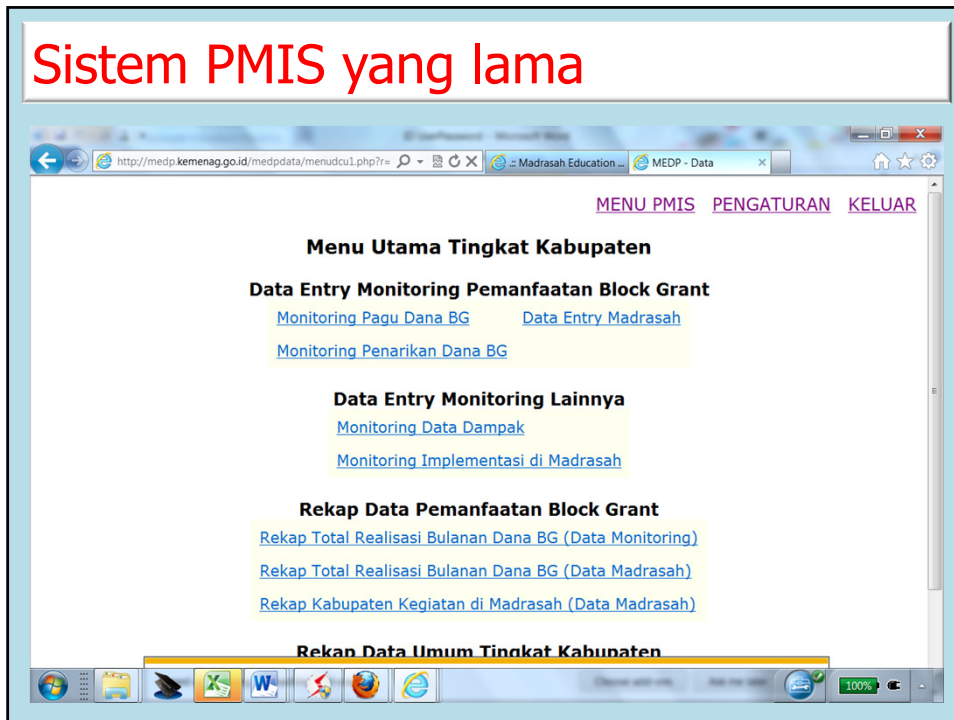 Sistem PMIS yang lama
http://medp.kemenag.go.id/medpdata/menudcu1.php?r=
.:: Madrasah Education ...
MEDP - Data
MENU PMIS PENGATURAN KELUAR
Menu Utama Tingkat Kabupaten
Data Entry Monitoring Pemanfaatan Block Grant
Monitoring Pagu Dana BG Data Entry Madrasah
Monitoring Penarikan Dana BG
Data Entry Monitoring Lainnya
Monitoring Data Dampak
Monitoring Implementasi di Madrasah
Rekap Data Pemanfaatan Block Grant
Rekap Total Realisasi Bulanan Dana BG (Data Monitoring)
Rekap Total Realisasi Bulanan Dana BG (Data Madrasah)
Rekap Kabupaten Kegiatan di Madrasah (Data Madrasah)
Rekap Data Umum Tingkat Kabupaten
100%